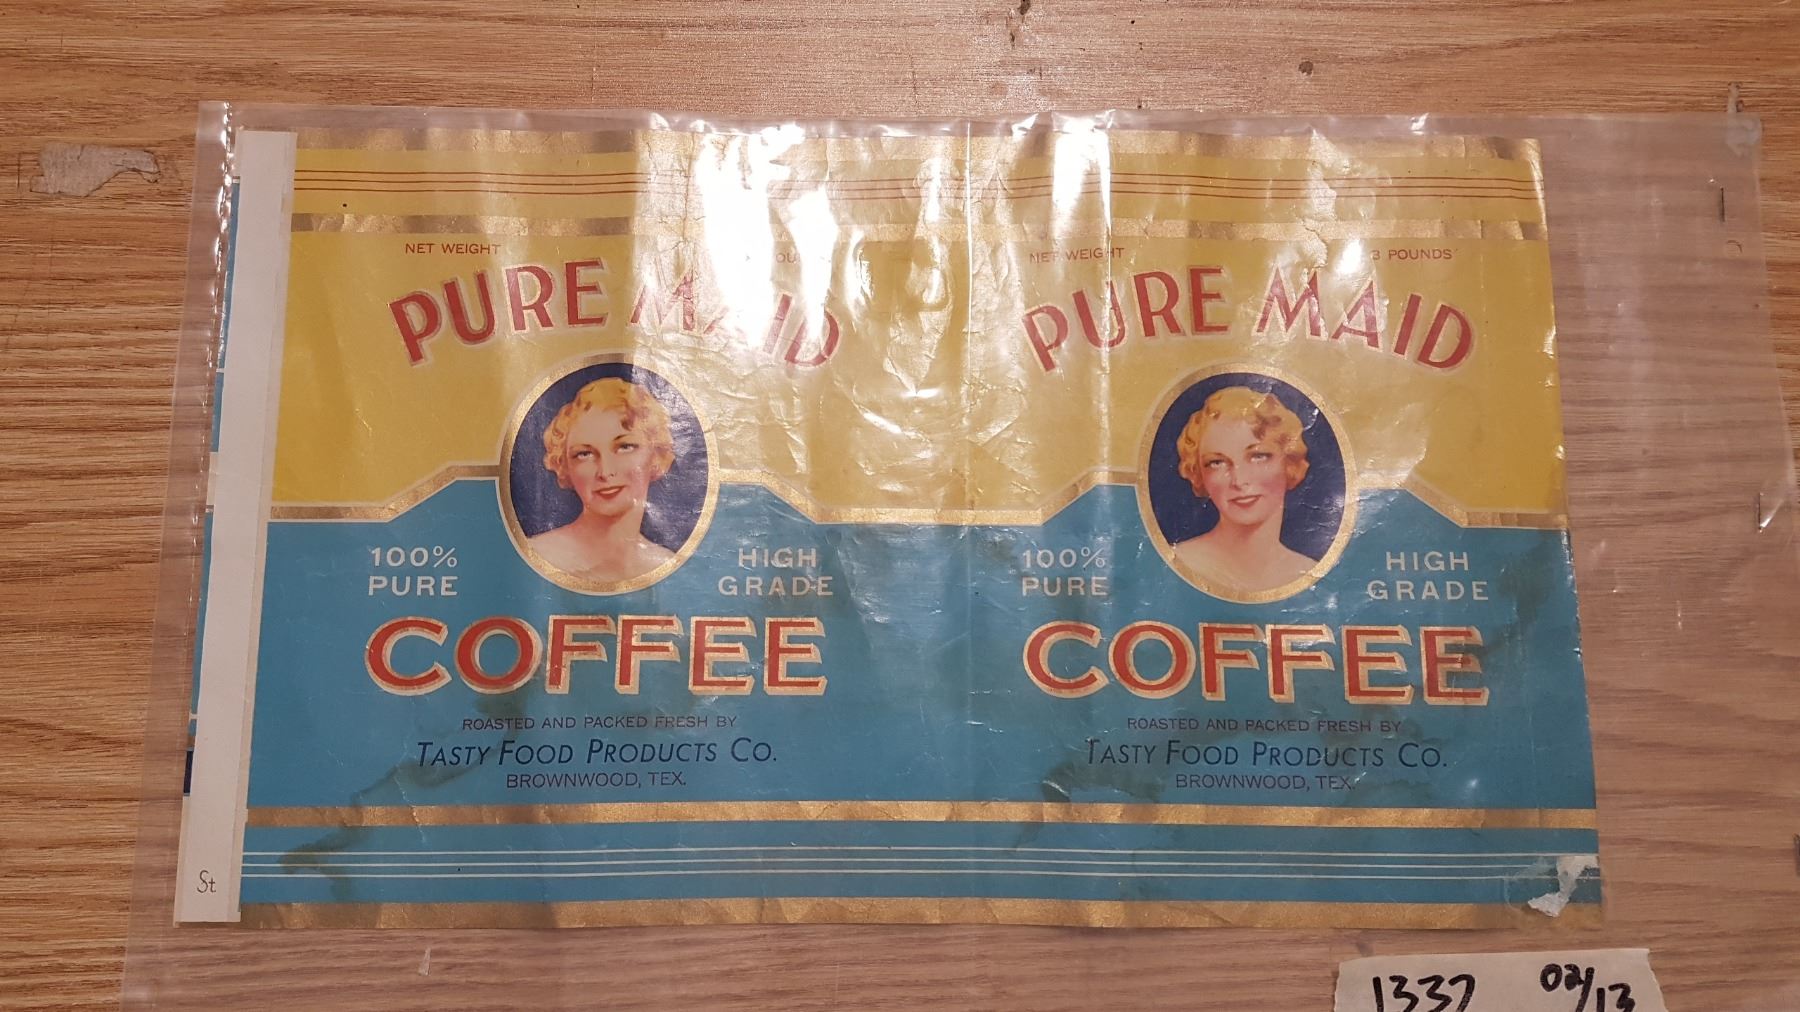 NET WEIGHT
PURE MAID
100% PURE
HIGH GRADE
COFFEE
ROASTED AND PACKED FRESH BY
TASTY FOOD PRODUCTS CO.
BROWNWOOD, TEX.
NET WEIGHT 3 POUNDS
PURE MAID
100% PURE
HIGH GRADE
COFFEE
ROASTED AND PACKED FRESH BY
TASTY FOOD PRODUCTS CO.
BROWNWOOD, TEX.
St
1337 02/13